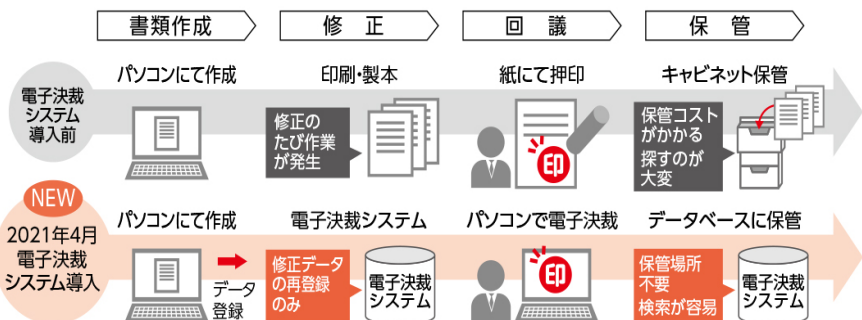 書類作成
修 正
回 議
保 管
電子決裁
システム
導入前
パソコンにて作成
印刷・製本
紙にて押印
キャビネット保管
修正の
たび作業
が発生
印
保管コスト
がかかる
探すのが
大変
NEW
2021年4月
電子決裁
システム導入
パソコンにて作成
電子決裁システム
パソコンで電子決裁
データベースに保管
データ
登録
修正データ
の再登録
のみ
電子決裁
システム
印
保管場所
不要
検索が容易
電子決裁
システム